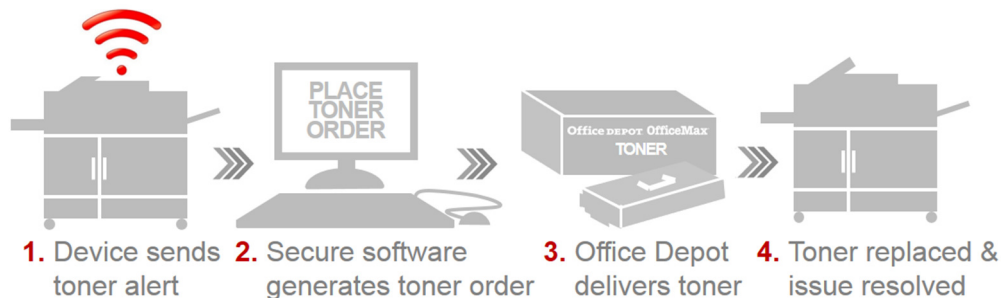 PLACE
TONER
ORDER
Office DEPOT OfficeMax
TONER
1. Device sends
toner alert
2. Secure software
generates toner order
3. Office Depot
delivers toner
4. Toner replaced &
issue resolved